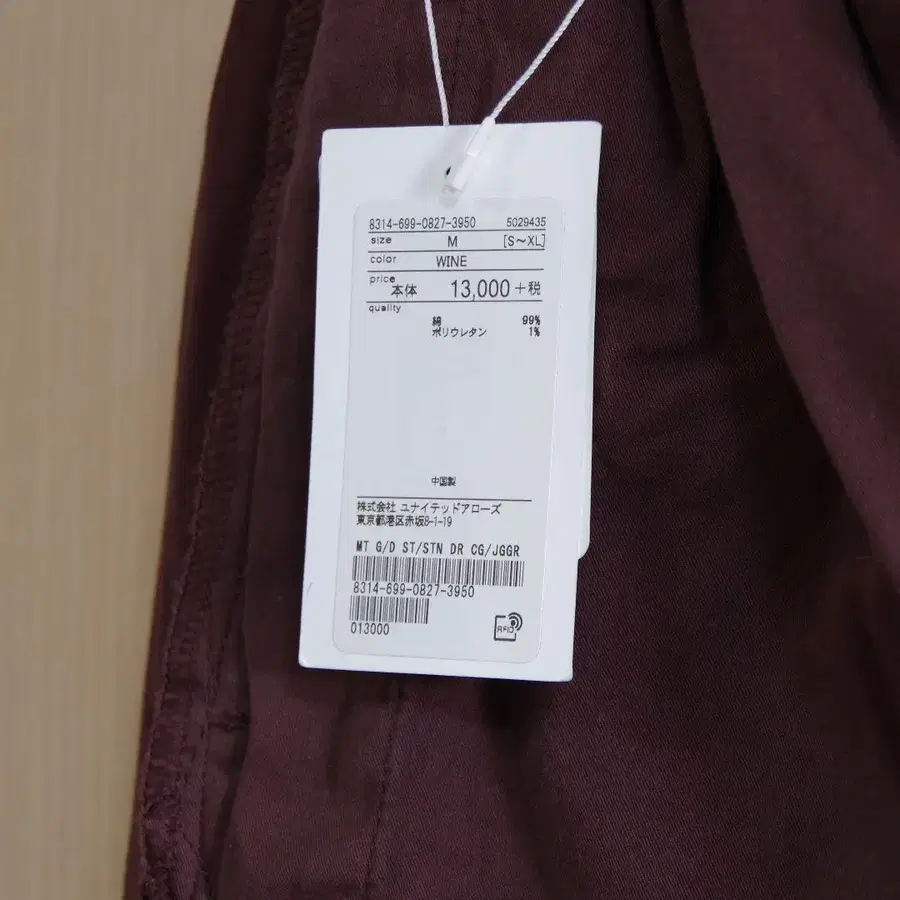 8314-699-0827-3950 5029435
size M [S～XL]
color WINE
price 本体 13,000+税
quality
綿 99%
ポリウレタン 1%
中国製
株式会社 ユナイテッドアローズ
東京都港区赤坂8-1-19
MT G/D ST/STN DR CG/JGGR
8314-699-0827-3950
013000
RFID